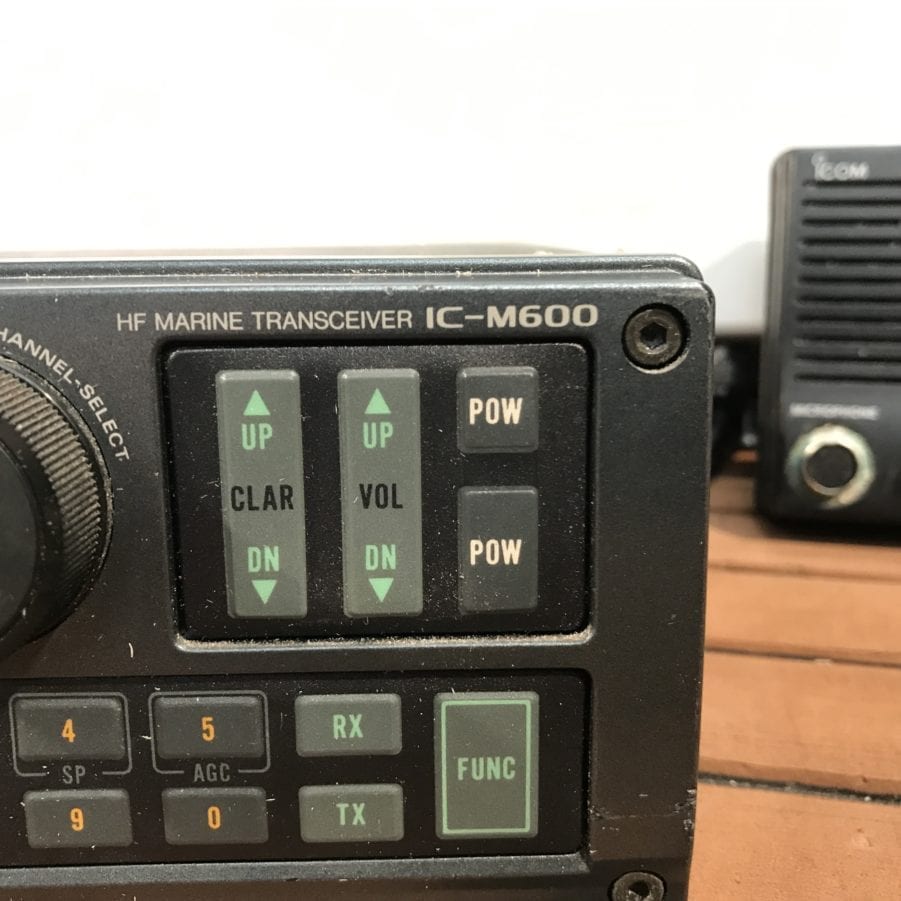 ICOM
HF MARINE TRANSCEIVER IC-M600
CHANNEL-SELECT
UP
CLAR
DN
UP
VOL
DN
POW
POW
MICROPHONE
4
5
RX
FUNC
SP
AGC
9
0
TX